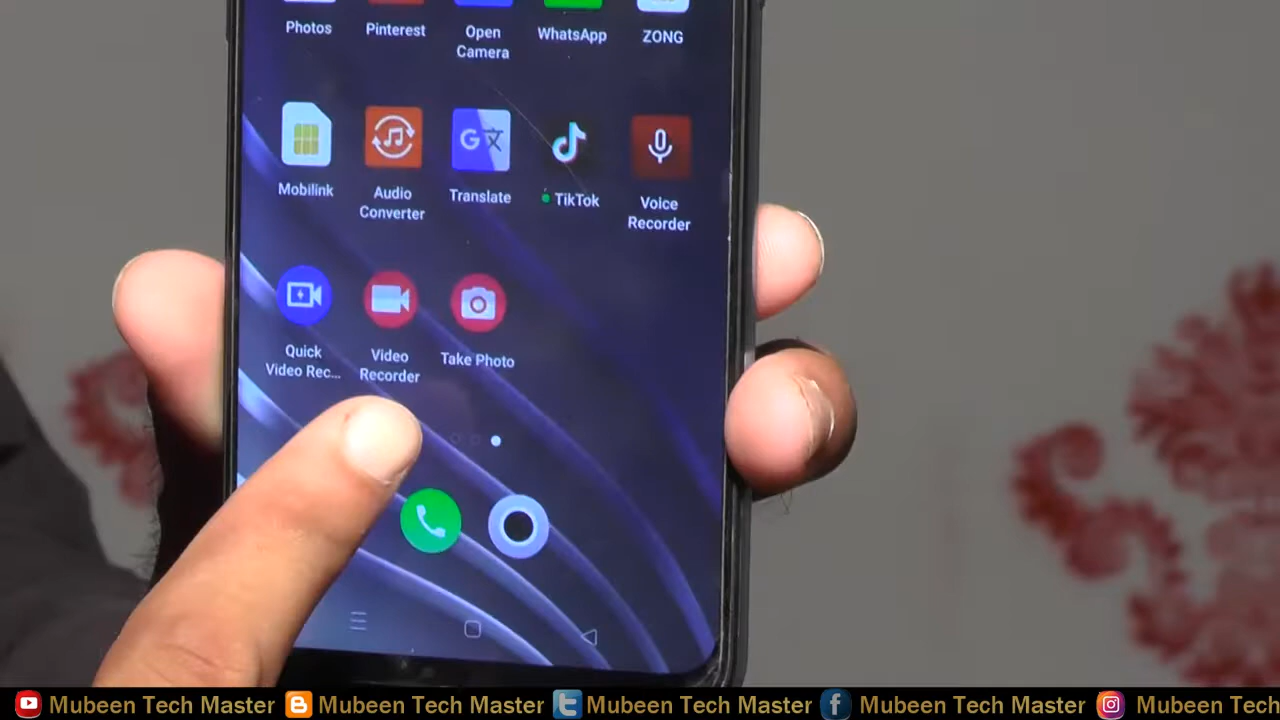 Photos
Pinterest
Open
Camera
WhatsApp
ZONG
Mobilink
Audio
Converter
G
Translate
TikTok
Voice
Recorder
Quick
Video Rec...
Video
Recorder
Take Photo
Mubeen Tech Master Mubeen Tech Master Mubeen Tech Master Mubeen Tech Master Mubeen Tech